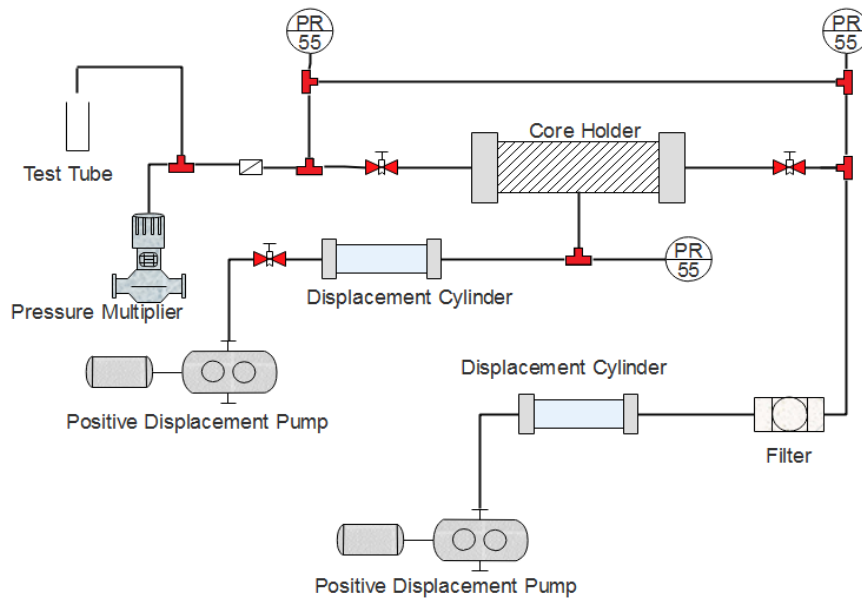 PR
55
PR
55
Core Holder
Test Tube
PR
55
Displacement Cylinder
Pressure Multiplier
Displacement Cylinder
Positive Displacement Pump
Filter
Positive Displacement Pump